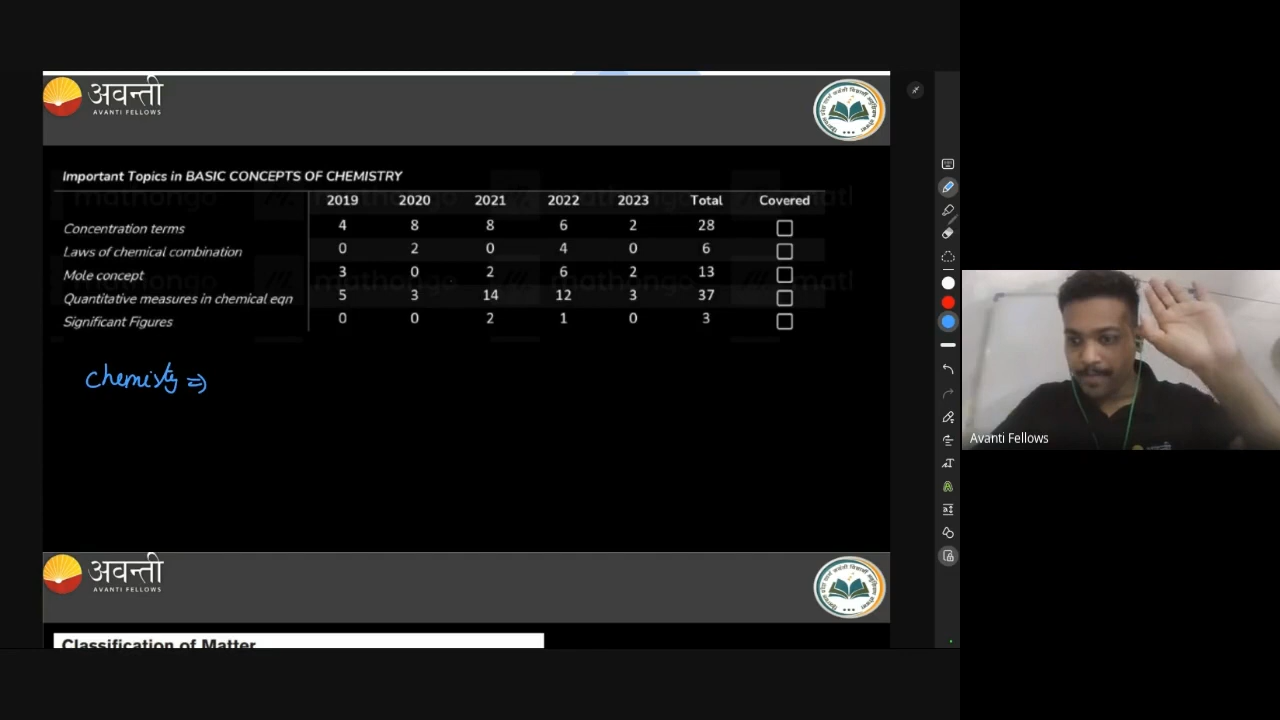 अवन्ती
AVANTI FELLOWS
Important Topics in BASIC CONCEPTS OF CHEMISTRY
2019 2020 2021 2022 2023 Total Covered
Concentration terms 4 8 8 6 2 28
Laws of chemical combination 0 2 0 4 0 6
Mole concept 3 0 2 6 2 13
Quantitative measures in chemical eqn 5 3 14 12 3 37
Significant Figures 0 0 2 1 0 3
Chemisty ⇒
Avanti Fellows
अवन्ती
AVANTI FELLOWS
Classification of Matter